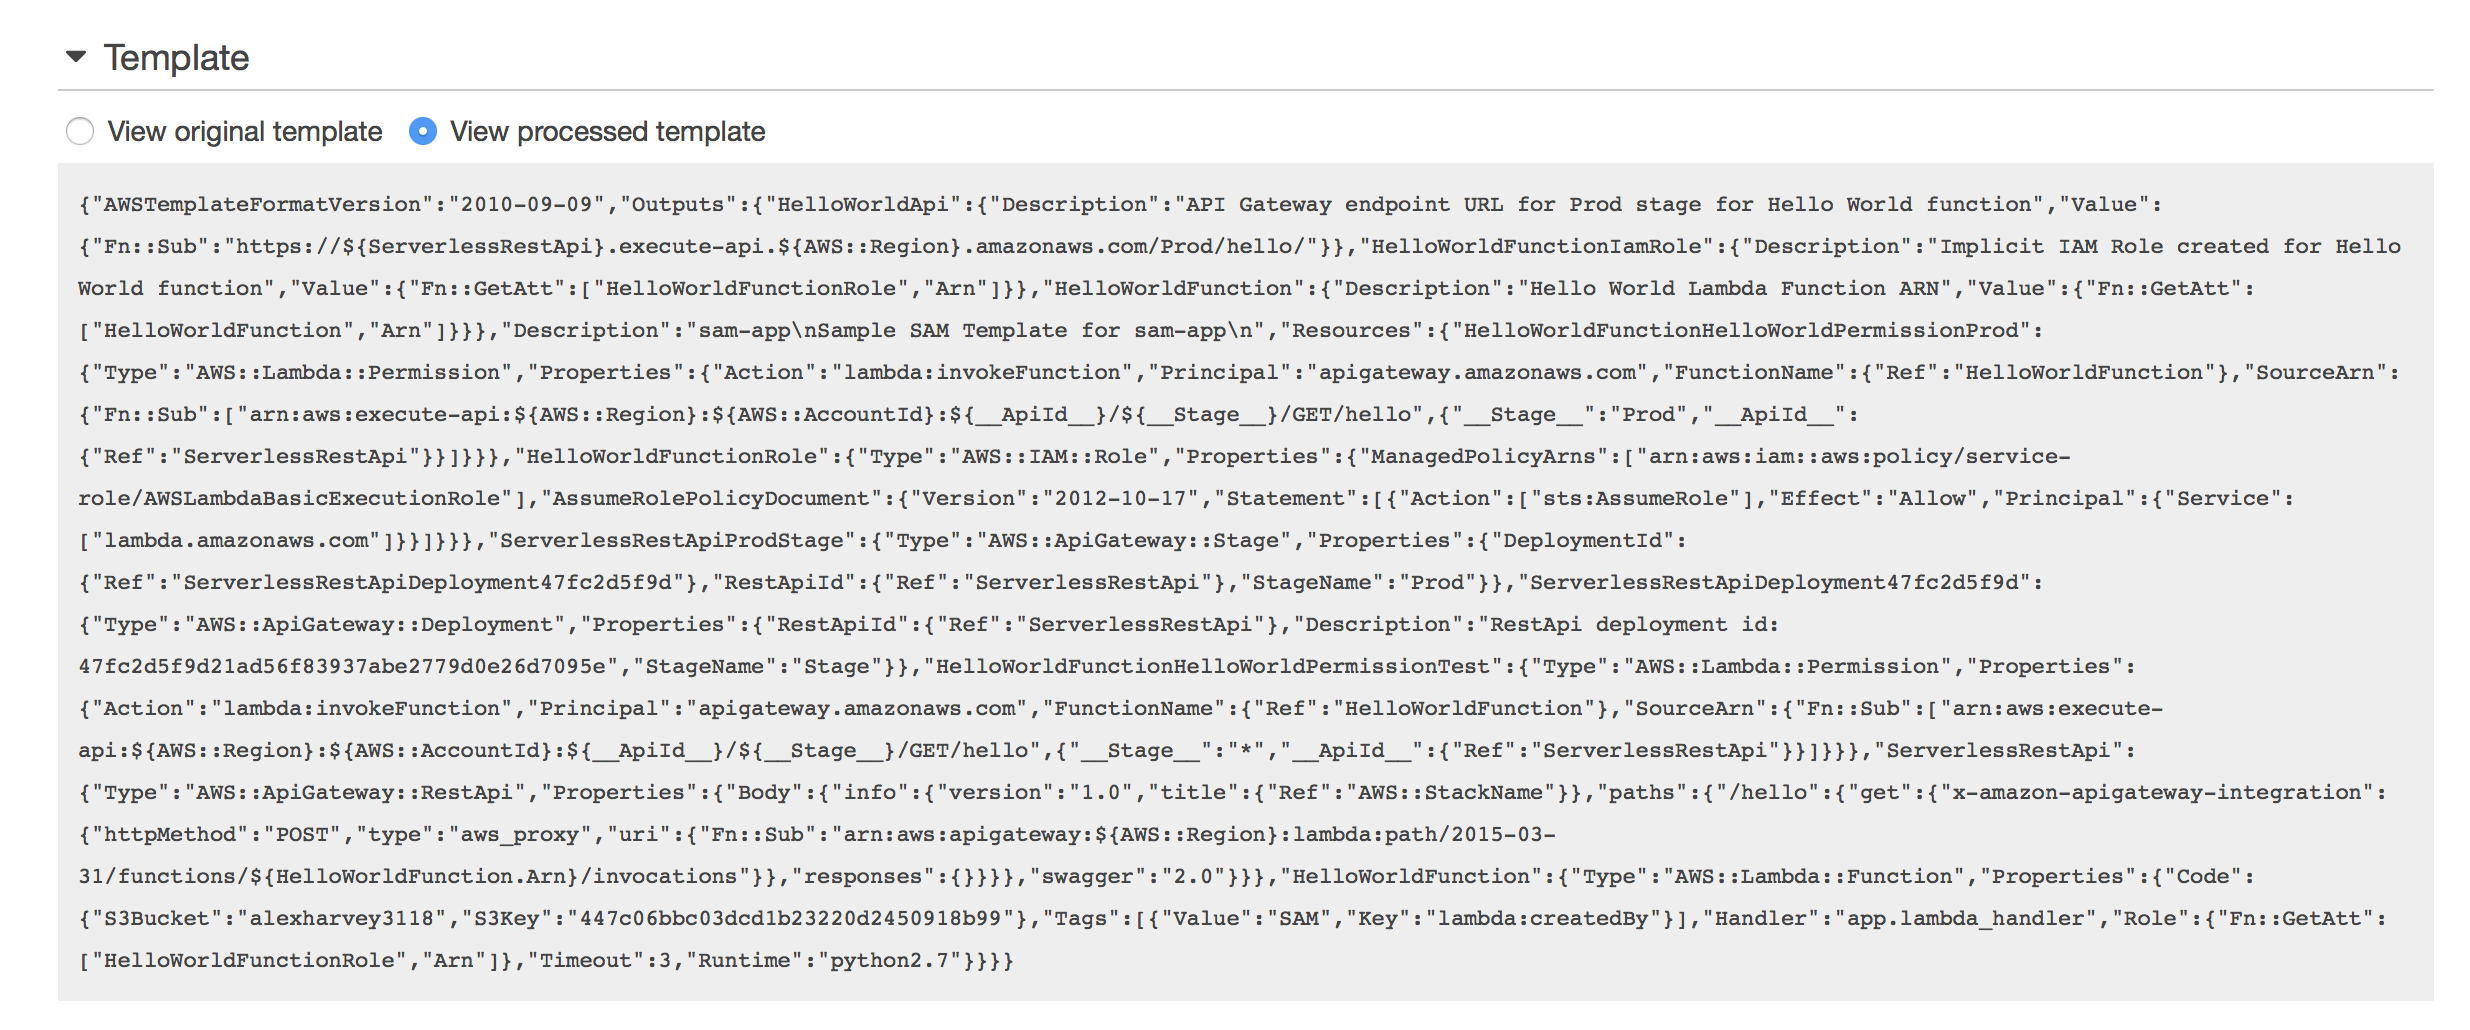 Template
View original template View processed template
{"AWSTemplateFormatVersion":"2010-09-09","Outputs":{"HelloWorldApi":{"Description":"API Gateway endpoint URL for Prod stage for Hello World function","Value":
{"Fn::Sub":"https://${ServerlessRestApi}.execute-api.${AWS::Region}.amazonaws.com/Prod/hello/"}},"HelloWorldFunctionIamRole":{"Description":"Implicit IAM Role created for Hello
World function","Value":{"Fn::GetAtt":["HelloWorldFunctionRole","Arn"]}},"HelloWorldFunction":{"Description":"Hello World Lambda Function ARN","Value":{"Fn::GetAtt":
["HelloWorldFunction","Arn"]}}},"Description":"sam-app\nSample SAM Template for sam-app\n","Resources":{"HelloWorldFunctionHelloWorldPermissionProd":
{"Type":"AWS::Lambda::Permission","Properties":{"Action":"lambda:invokeFunction","Principal":"apigateway.amazonaws.com","FunctionName":{"Ref":"HelloWorldFunction"},"SourceArn":
{"Fn::Sub":["arn:aws:execute-api:${AWS::Region}:${AWS::AccountId}:${__ApiId__}/${__Stage__}/GET/hello",{"__Stage__":"Prod","__ApiId__":
{"Ref":"ServerlessRestApi"}}]}}},"HelloWorldFunctionRole":{"Type":"AWS::IAM::Role","Properties":{"ManagedPolicyArns":["arn:aws:iam::aws:policy/service-
role/AWSLambdaBasicExecutionRole"],"AssumeRolePolicyDocument":{"Version":"2012-10-17","Statement":[{"Action":["sts:AssumeRole"],"Effect":"Allow","Principal":{"Service":
["lambda.amazonaws.com"]}}]}}},"ServerlessRestApiProdStage":{"Type":"AWS::ApiGateway::Stage","Properties":{"DeploymentId":
{"Ref":"ServerlessRestApiDeployment47fc2d5f9d"},"RestApiId":{"Ref":"ServerlessRestApi"},"StageName":"Prod"}},"ServerlessRestApiDeployment47fc2d5f9d":
{"Type":"AWS::ApiGateway::Deployment","Properties":{"RestApiId":{"Ref":"ServerlessRestApi"},"Description":"RestApi deployment id:
47fc2d5f9d21ad56f83937abe2779d0e26d7095e","StageName":"Stage"}},"HelloWorldFunctionHelloWorldPermissionTest":{"Type":"AWS::Lambda::Permission","Properties":
{"Action":"lambda:invokeFunction","Principal":"apigateway.amazonaws.com","FunctionName":{"Ref":"HelloWorldFunction"},"SourceArn":{"Fn::Sub":["arn:aws:execute-
api:${AWS::Region}:${AWS::AccountId}:${__ApiId__}/${__Stage__}/GET/hello",{"__Stage__":"*","__ApiId__":{"Ref":"ServerlessRestApi"}}]}}},"ServerlessRestApi":
{"Type":"AWS::ApiGateway::RestApi","Properties":{"Body":{"info":{"version":"1.0","title":{"Ref":"AWS::StackName"}},"paths":{"/hello":{"get":{"x-amazon-apigateway-integration":
{"httpMethod":"POST","type":"aws_proxy","uri":{"Fn::Sub":"arn:aws:apigateway:${AWS::Region}:lambda:path/2015-03-
31/functions/${HelloWorldFunction.Arn}/invocations"}},"responses":{}}}},"swagger":"2.0"}}},"HelloWorldFunction":{"Type":"AWS::Lambda::Function","Properties":{"Code":
{"S3Bucket":"alexharvey3118","S3Key":"447c06bbc03dcd1b23220d2450918b99"},"Tags":[{"Value":"SAM","Key":"lambda:createdBy"}],"Handler":"app.lambda_handler","Role":{"Fn::GetAtt":
["HelloWorldFunctionRole","Arn"]},"Timeout":3,"Runtime":"python2.7"}}}}